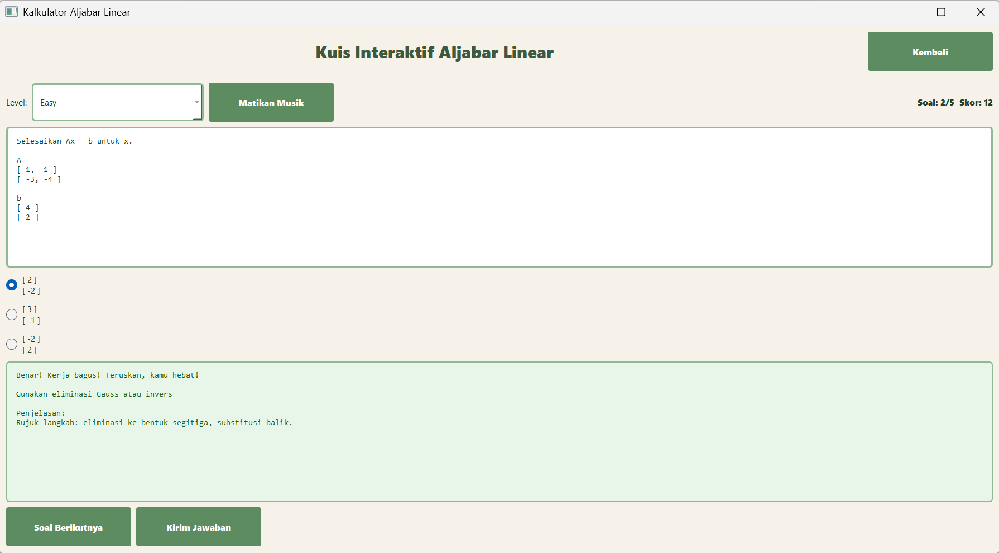 Kalkulator Aljabar Linear
Kuis Interaktif Aljabar Linear
Kembali
Level:
Easy
Matikan Musik
Soal: 2/5 Skor: 12
Selesaikan Ax = b untuk x.
A =
[ 1, -1 ]
[ -3, -4 ]
b =
[ 4 ]
[ 2 ]
[ 2 ]
[ -2 ]
[ 3 ]
[ -1 ]
[ -2 ]
[ 2 ]
Benar! Kerja bagus! Teruskan, kamu hebat!
Gunakan eliminasi Gauss atau invers
Penjelasan:
Rujuk langkah: eliminasi ke bentuk segitiga, substitusi balik.
Soal Berikutnya
Kirim Jawaban